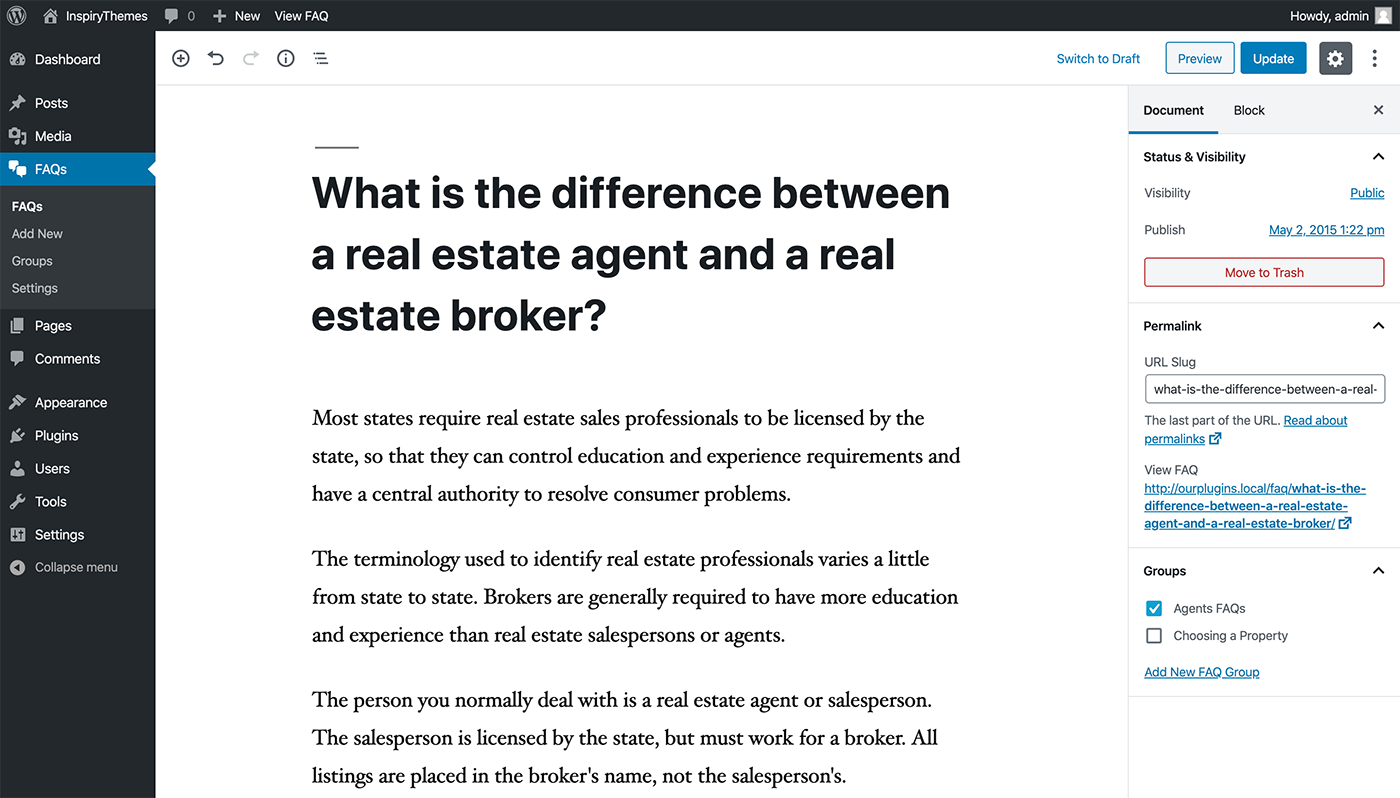 InspiryThemes 0 New View FAQ Howdy, admin
Dashboard
Posts
Media
FAQs
FAQs
Add New
Groups
Settings
Pages
Comments
Appearance
Plugins
Users
Tools
Settings
Collapse menu
Switch to Draft Preview Update
What is the difference between
a real estate agent and a real
estate broker?
Most states require real estate sales professionals to be licensed by the
state, so that they can control education and experience requirements and
have a central authority to resolve consumer problems.
The terminology used to identify real estate professionals varies a little
from state to state. Brokers are generally required to have more education
and experience than real estate salespersons or agents.
The person you normally deal with is a real estate agent or salesperson.
The salesperson is licensed by the state, but must work for a broker. All
listings are placed in the broker's name, not the salesperson's.
Document Block
Status & Visibility
Visibility Public
Publish May 2, 2015 1:22 pm
Move to Trash
Permalink
URL Slug
what-is-the-difference-between-a-real-
The last part of the URL. Read about
permalinks
View FAQ
http://ourplugins.local/faq/what-is-the-
difference-between-a-real-estate-
agent-and-a-real-estate-broker/
Groups
Agents FAQs
Choosing a Property
Add New FAQ Group